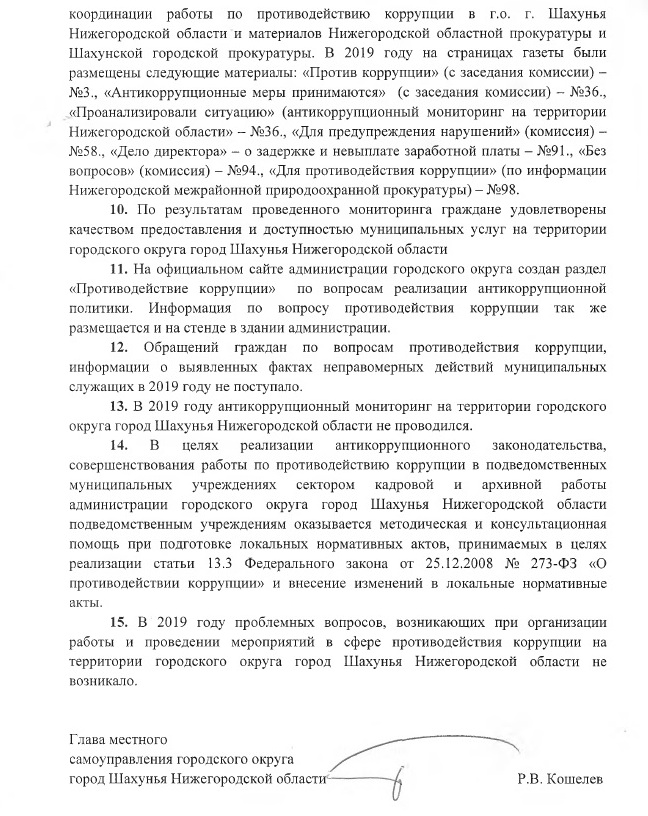 координации работы по противодействию коррупции в г.о. г. Шахунья
Нижегородской области и материалов Нижегородской областной прокуратуры и
Шахунской городской прокуратуры. В 2019 году на страницах газеты были
размещены следующие материалы: «Против коррупции» (с заседания комиссии) –
№3., «Антикоррупционные меры принимаются» (с заседания комиссии) – №36.,
«Проанализировали ситуацию» (антикоррупционный мониторинг на территории
Нижегородской области» – №36., «Для предупреждения нарушений» (комиссия) –
№58., «Дело директора» – о задержке и невыплате заработной платы – №91., «Без
вопросов» (комиссия) – №94., «Для противодействия коррупции» (по информации
Нижегородской межрайонной природоохранной прокуратуры) – №98.
10. По результатам проведенного мониторинга граждане удовлетворены
качеством предоставления и доступностью муниципальных услуг на территории
городского округа город Шахунья Нижегородской области
11. На официальном сайте администрации городского округа создан раздел
«Противодействие коррупции» по вопросам реализации антикоррупционной
политики. Информация по вопросу противодействия коррупции так же
размещается и на стенде в здании администрации.
12. Обращений граждан по вопросам противодействия коррупции,
информации о выявленных фактах неправомерных действий муниципальных
служащих в 2019 году не поступало.
13. В 2019 году антикоррупционный мониторинг на территории городского
округа город Шахунья Нижегородской области не проводился.
14. В целях реализации антикоррупционного законодательства,
совершенствования работы по противодействию коррупции в подведомственных
муниципальных учреждениях сектором кадровой и архивной работы
администрации городского округа город Шахунья Нижегородской области
подведомственным учреждениям оказывается методическая и консультационная
помощь при подготовке локальных нормативных актов, принимаемых в целях
реализации статьи 13.3 Федерального закона от 25.12.2008 № 273-ФЗ «О
противодействии коррупции» и внесение изменений в локальные нормативные
акты.
15. В 2019 году проблемных вопросов, возникающих при организации
работы и проведении мероприятий в сфере противодействия коррупции на
территории городского округа город Шахунья Нижегородской области не
возникало.
Глава местного
самоуправления городского округа
город Шахунья Нижегородской области Р.В. Кошелев